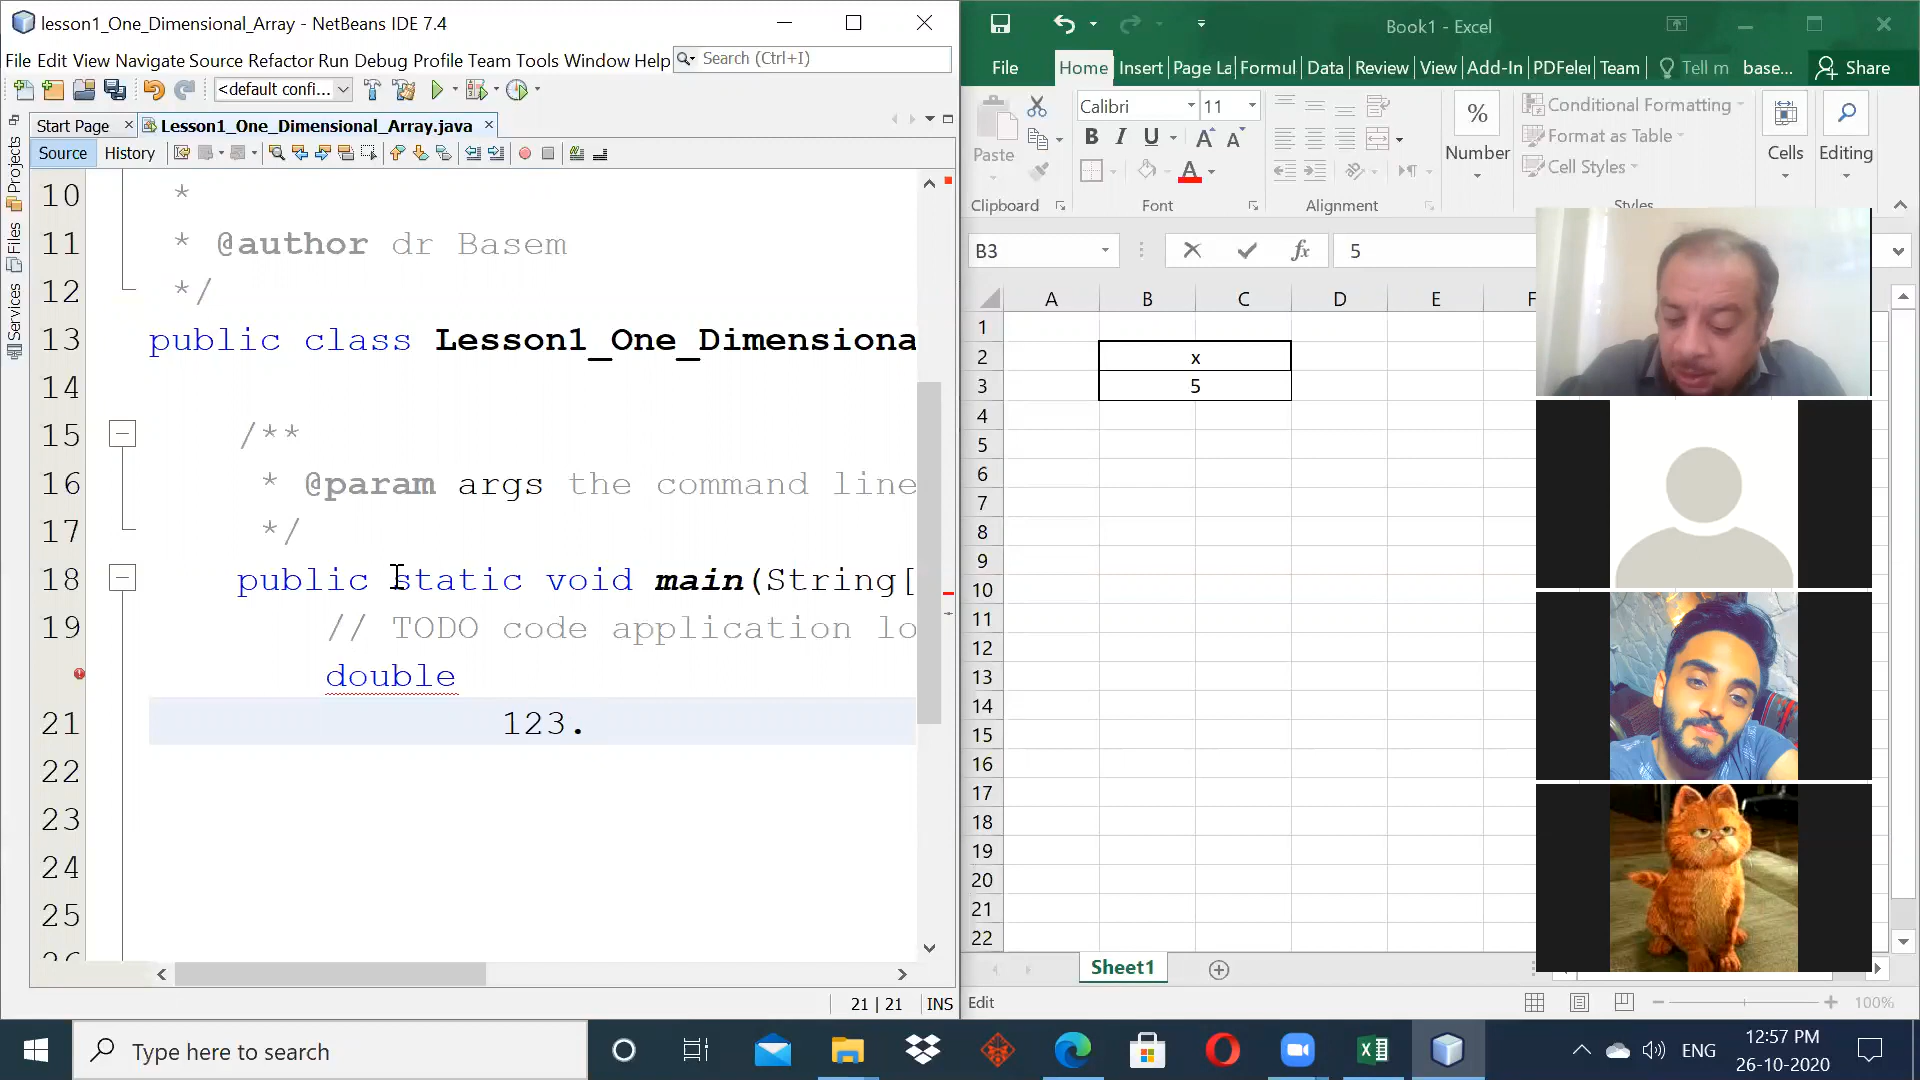 lesson1_One_Dimensional_Array - NetBeans IDE 7.4
File Edit View Navigate Source Refactor Run Debug Profile Team Tools Window Help
Search (Ctrl+I)
<default confi...
Start Page
Lesson1_One_Dimensional_Array.java
Source
History
Projects
Files
Services
10 *
11 * @author dr Basem
12 */
13 public class Lesson1_One_Dimensiona
14
15 /**
16 * @param args the command line
17 */
18 public static void main(String[
19 // TODO code application lo
double
21 123.
22
23
24
25
21 | 21 INS
Book1 - Excel
File Home Insert Page La Formul Data Review View Add-In PDFelei Team Tell m base... Share
Paste
Calibri 11
B I U A A
A
%
Number
Conditional Formatting
Format as Table
Cell Styles
Cells
Editing
Clipboard
Font
Alignment
Styles
B3
fx
5
A B C D E F
1
2 x
3 5
4
5
6
7
8
9
10
11
12
13
14
15
16
17
18
19
20
21
22
Sheet1
Edit
100%
Type here to search
ENG
12:57 PM
26-10-2020